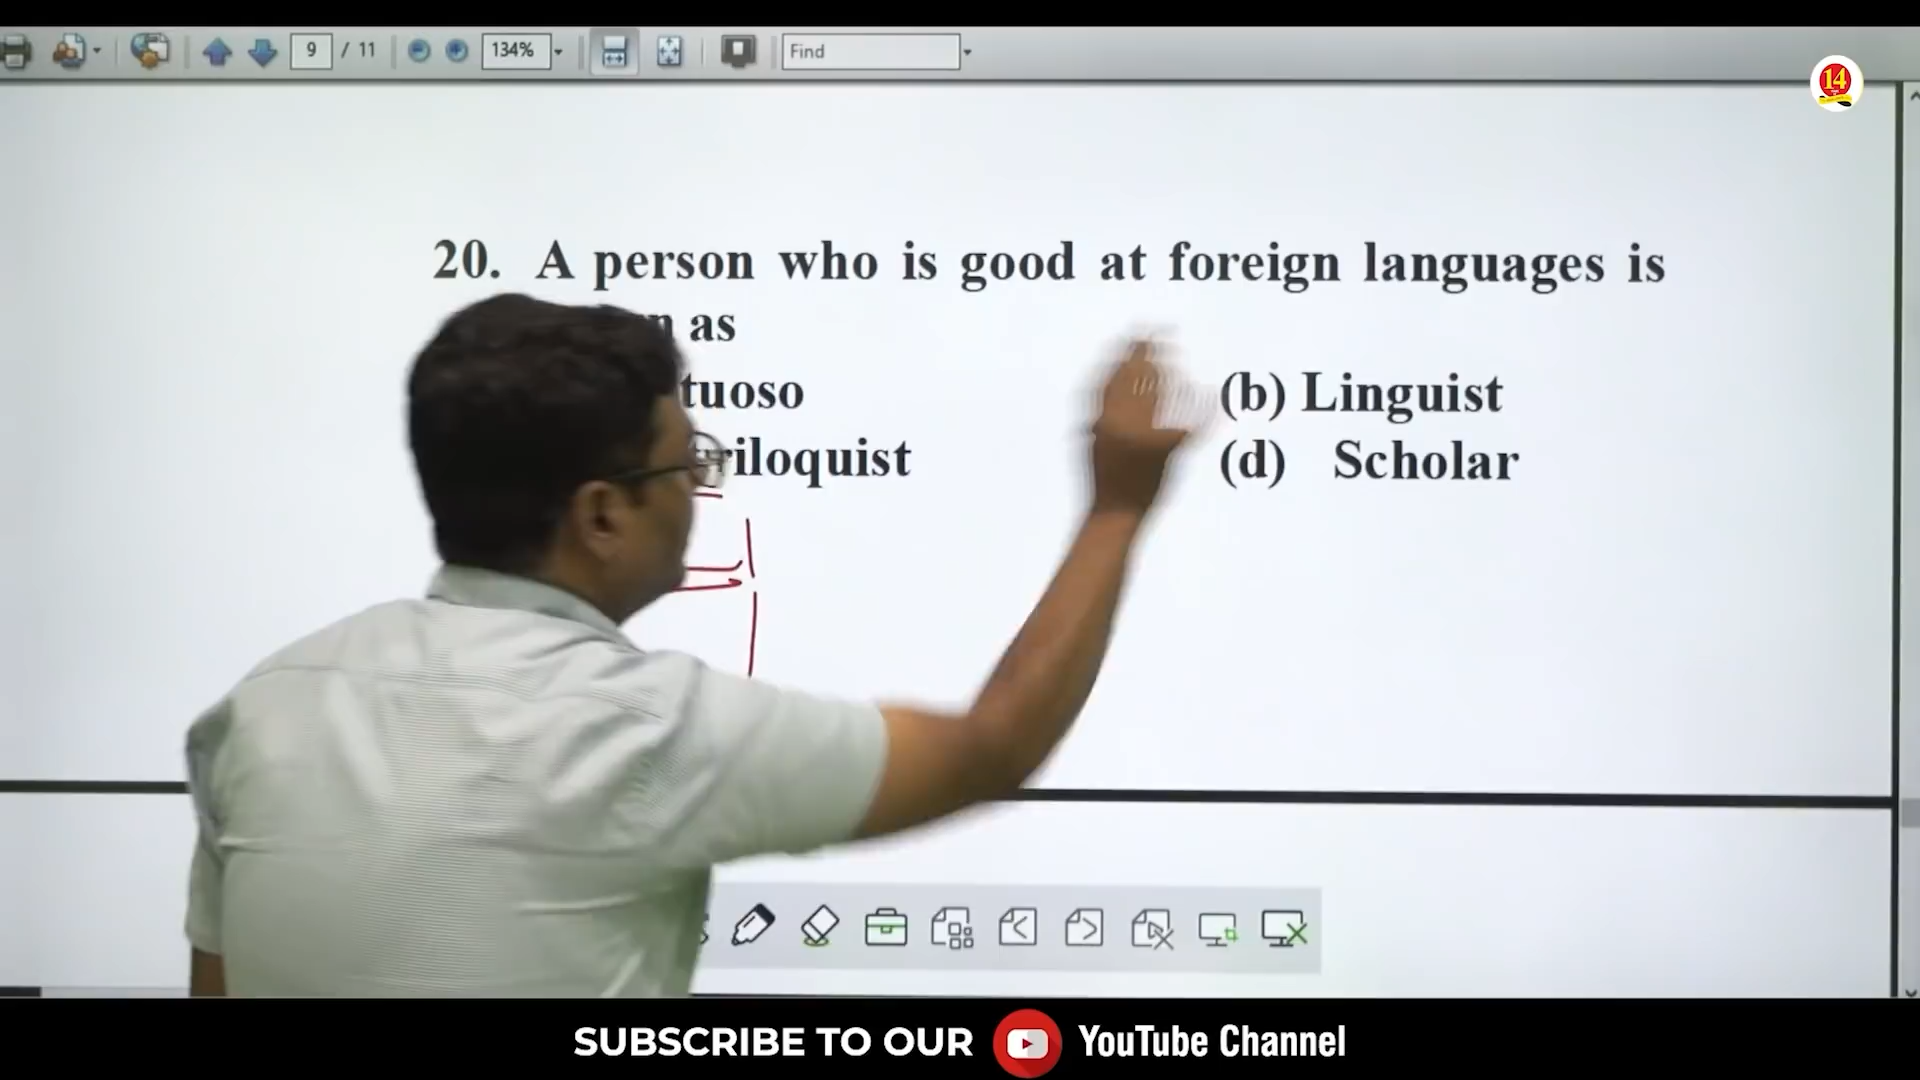 9 / 11 134% Find
14
20. A person who is good at foreign languages is
as
tuoso (b) Linguist
riloquist (d) Scholar
SUBSCRIBE TO OUR YouTube Channel